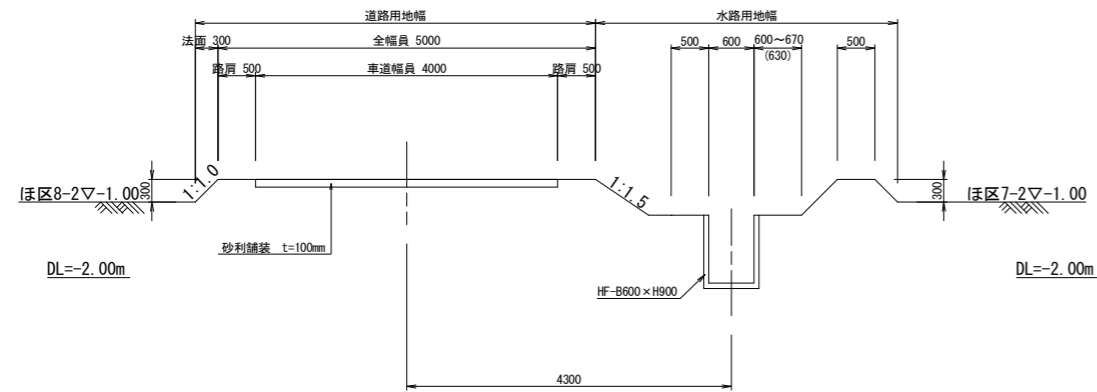 道路用地幅
水路用地幅
法面 300
全幅員 5000
500
600
600～670
(630)
500
路肩 500
車道幅員 4000
路肩 500
ほ区8-2▽-1.00
300
1:1.0
1:1.5
300
ほ区7-2▽-1.00
砂利舗装 t=100mm
DL=-2.00m
DL=-2.00m
HF-B600×H900
4300